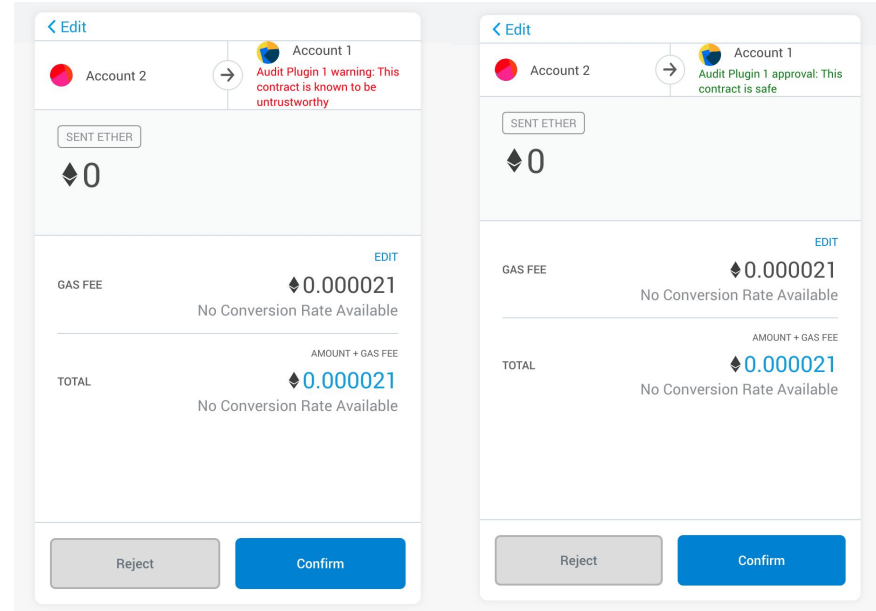 Edit
Account 2
Account 1
Audit Plugin 1 warning: This
contract is known to be
untrustworthy
SENT ETHER
0
EDIT
GAS FEE
0.000021
No Conversion Rate Available
AMOUNT + GAS FEE
TOTAL
0.000021
No Conversion Rate Available
Reject
Confirm
Edit
Account 2
Account 1
Audit Plugin 1 approval: This
contract is safe
SENT ETHER
0
EDIT
GAS FEE
0.000021
No Conversion Rate Available
AMOUNT + GAS FEE
TOTAL
0.000021
No Conversion Rate Available
Reject
Confirm